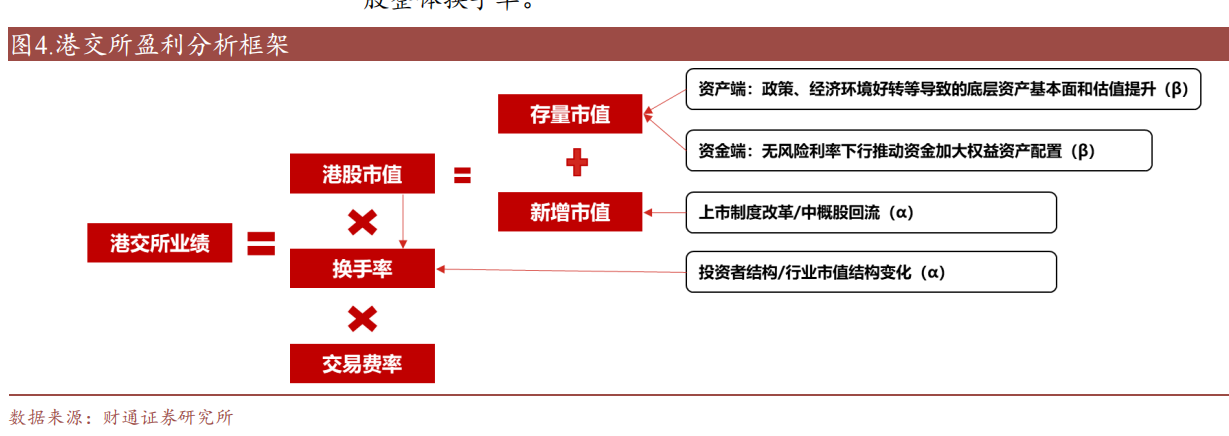 股整体换手率。
图4.港交所盈利分析框架
资产端：政策、经济环境好转等导致的底层资产基本面和估值提升（β）
存量市值
资金端：无风险利率下行推动资金加大权益资产配置（β）
港股市值
新增市值
上市制度改革/中概股回流（α）
港交所业绩
换手率
投资者结构/行业市值结构变化（α）
交易费率
数据来源：财通证券研究所